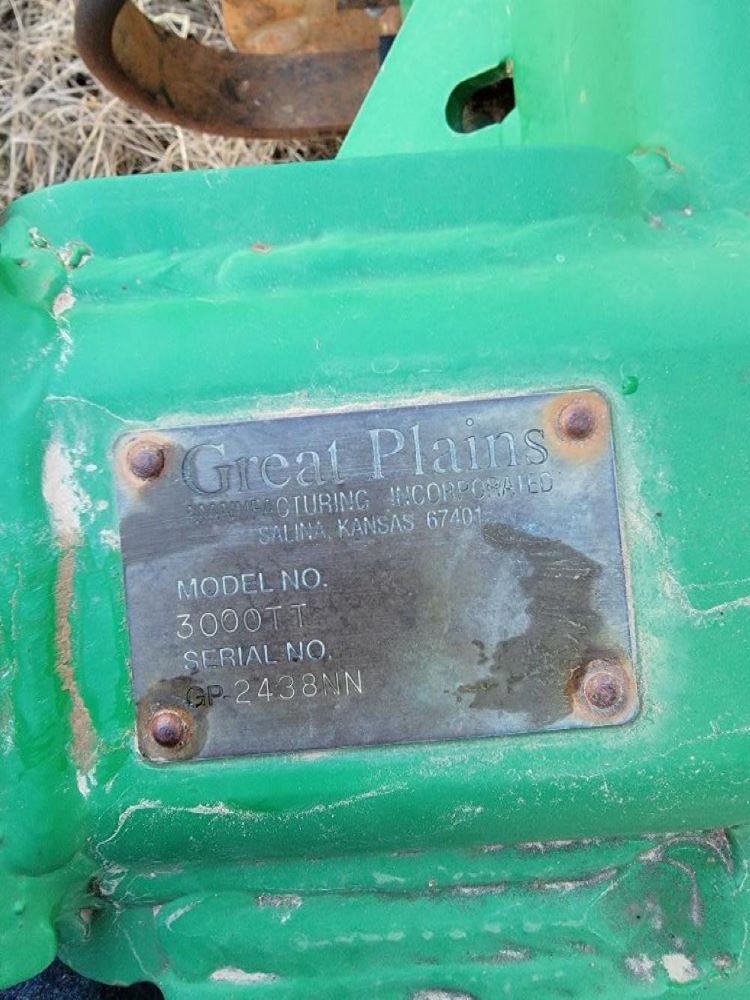 Great Plains
MANUFACTURING INCORPORATED
SALINA, KANSAS 67401
MODEL NO.
3000TT
SERIAL NO.
GP-2438NN